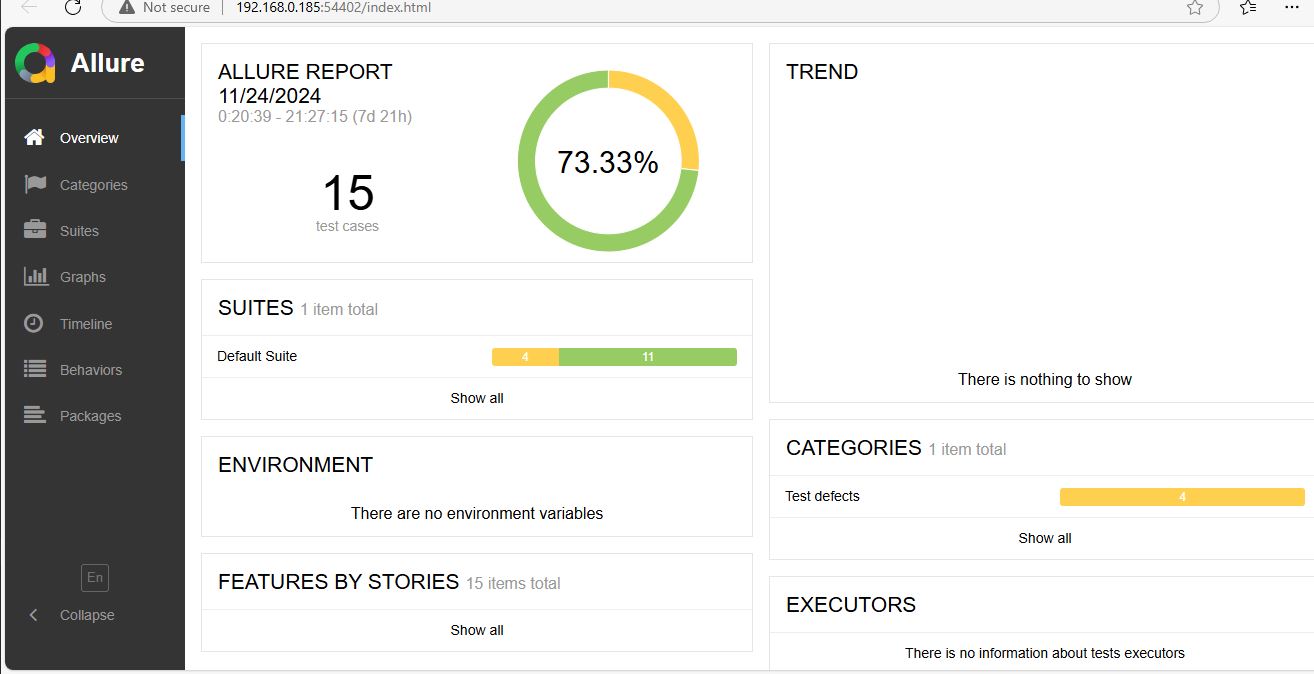 Not secure
192.168.0.185:54402/index.html
Allure
Overview
Categories
Suites
Graphs
Timeline
Behaviors
Packages
En
Collapse
ALLURE REPORT
11/24/2024
0:20:39 - 21:27:15 (7d 21h)
15
test cases
73.33%
SUITES 1 item total
Default Suite 4 11
Show all
ENVIRONMENT
There are no environment variables
FEATURES BY STORIES 15 items total
Show all
TREND
There is nothing to show
CATEGORIES 1 item total
Test defects 4
Show all
EXECUTORS
There is no information about tests executors